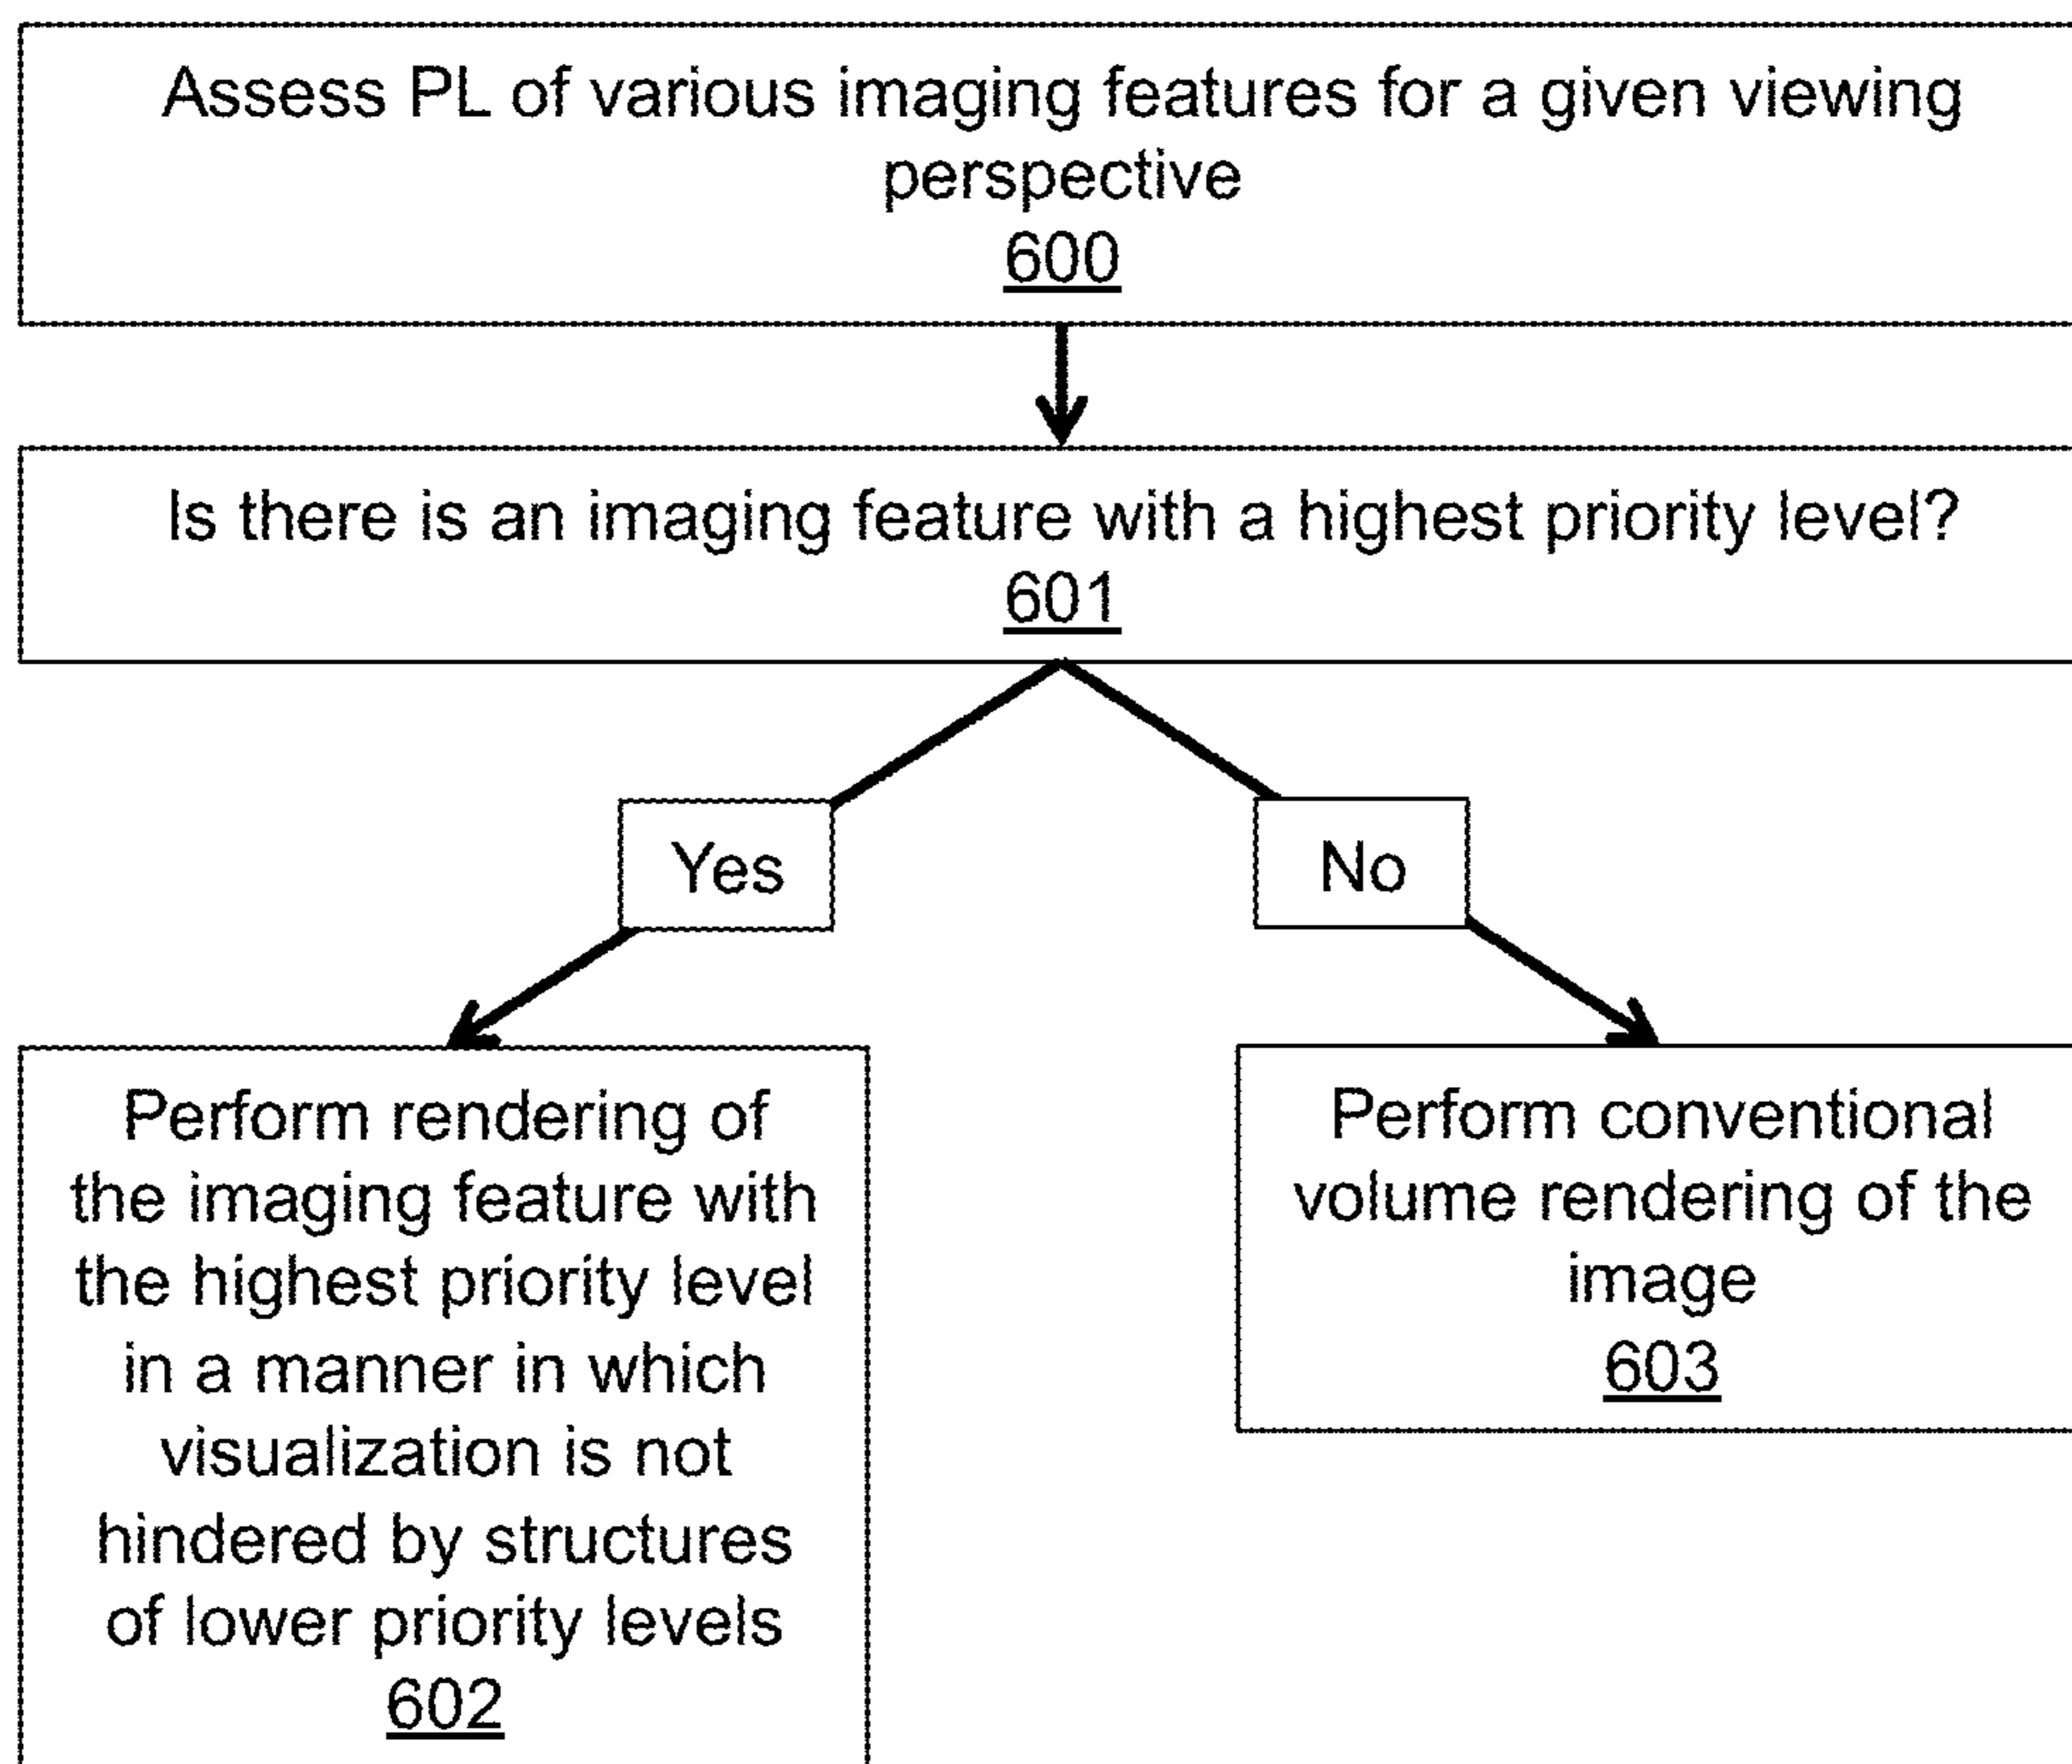 Assess PL of various imaging features for a given viewing
perspective
600
Is there is an imaging feature with a highest priority level?
601
Yes
No
Perform rendering of
the imaging feature with
the highest priority level
in a manner in which
visualization is not
hindered by structures
of lower priority levels
602
Perform conventional
volume rendering of the
image
603